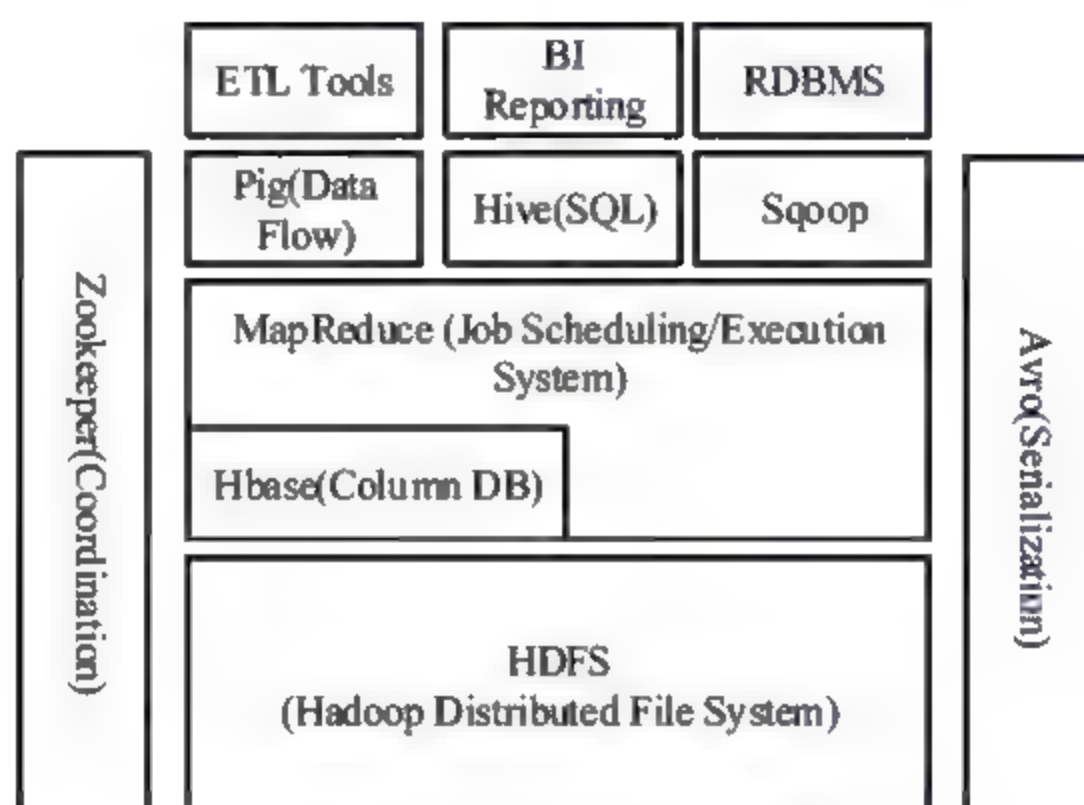 ETL Tools
BI
Reporting
RDBMS
Pig(Data
Flow)
Hive(SQL)
Sqoop
Zookeeper(Coordination)
MapReduce (Job Scheduling/Execution
System)
Hbase(Column DB)
Avro(Serialization)
HDFS
(Hadoop Distributed File System)